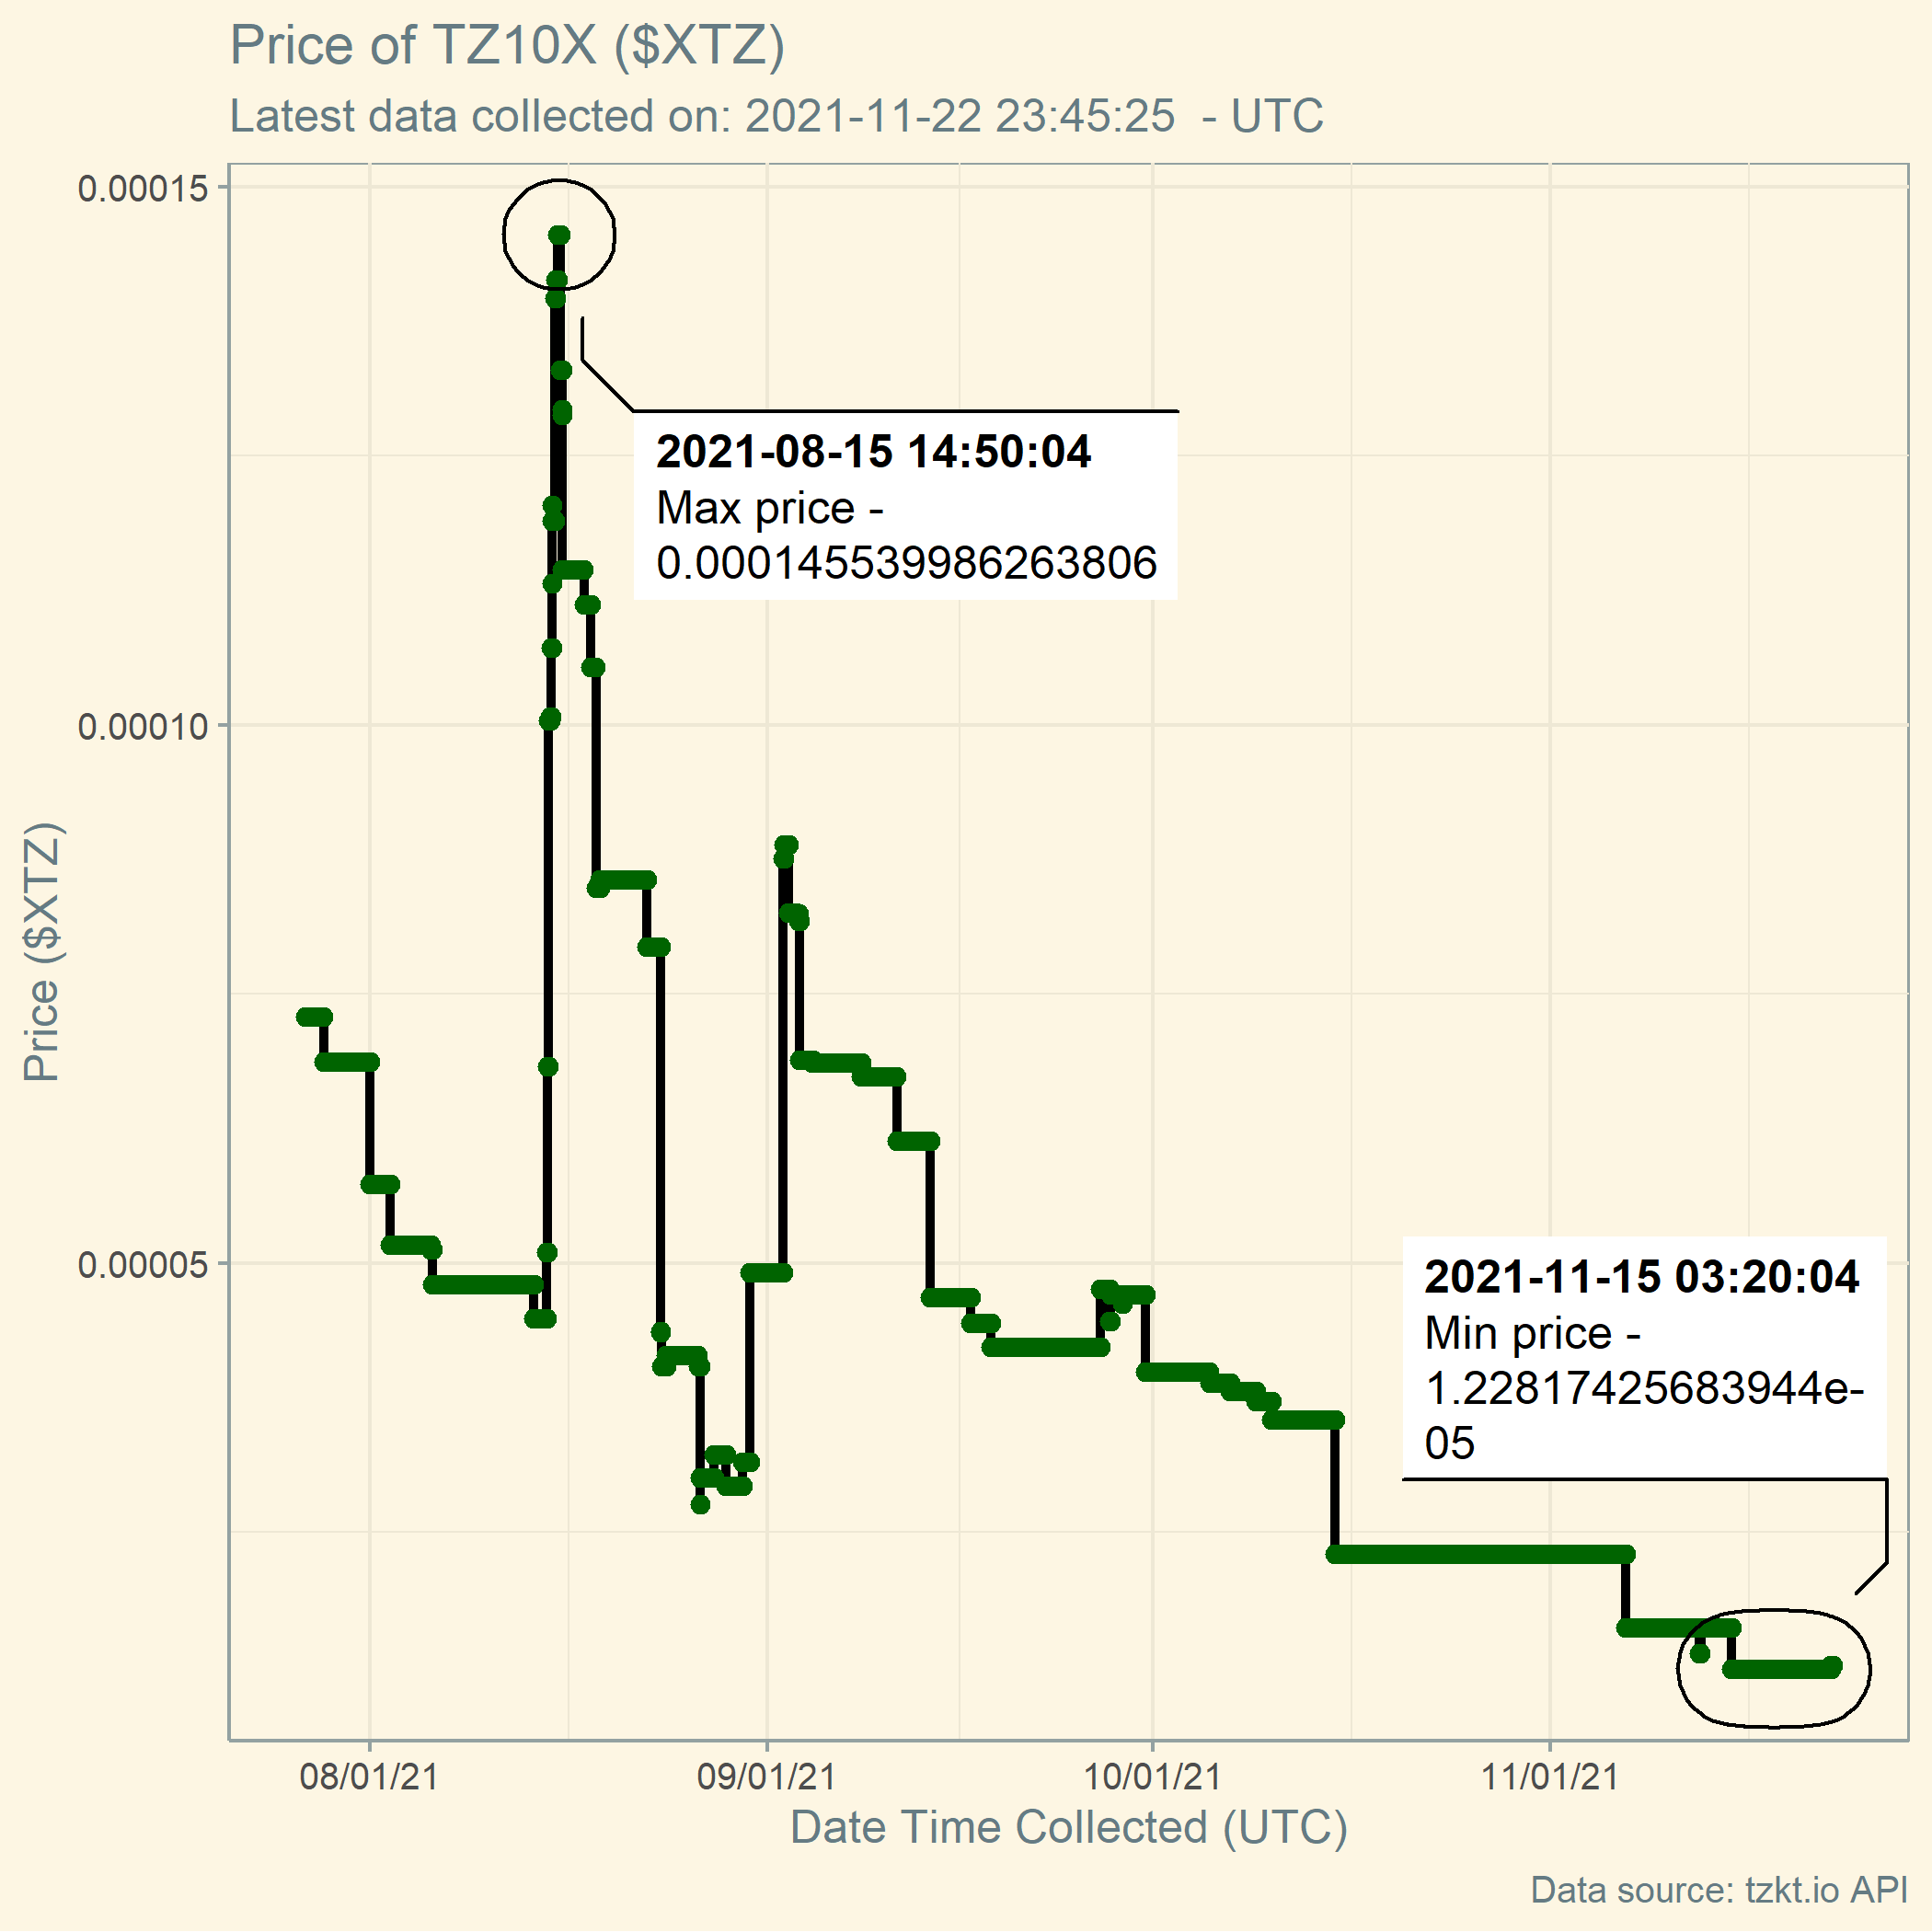 Price of TZ10X ($XTZ)
Latest data collected on: 2021-11-22 23:45:25  - UTC
0.00015
0.00010
0.00005
Price ($XTZ)
2021-08-15 14:50:04
Max price -
0.000145539986263806
2021-11-15 03:20:04
Min price -
1.22817425683944e-
05
08/01/21
09/01/21
10/01/21
11/01/21
Date Time Collected (UTC)
Data source: tzkt.io API